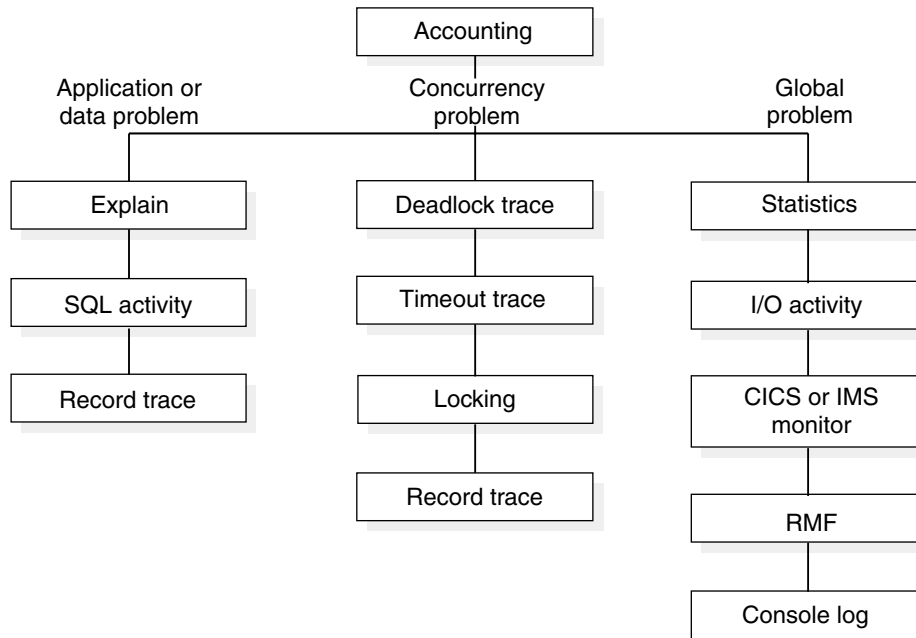 Accounting
Application or
data problem
Concurrency
problem
Global
problem
Explain
Deadlock trace
Statistics
SQL activity
Timeout trace
I/O activity
Record trace
Locking
CICS or IMS
monitor
Record trace
RMF
Console log